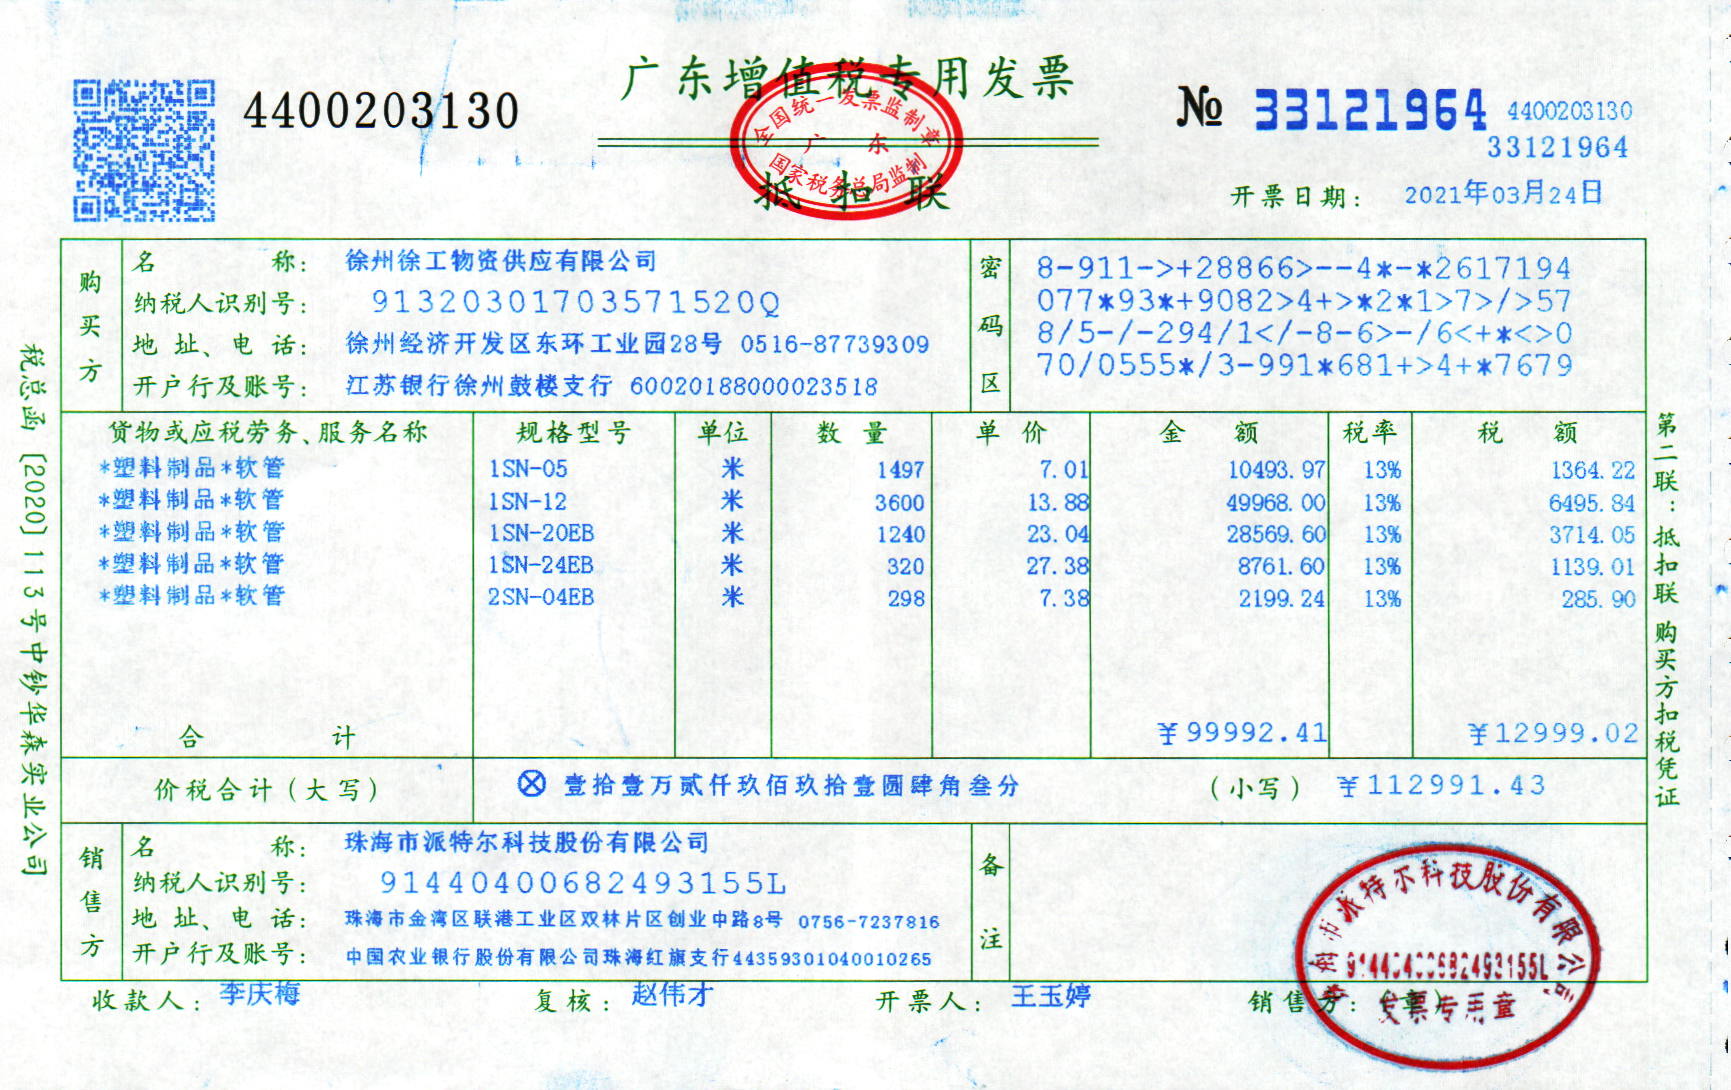 广东增值税专用发票
4400203130
№ 33121964
4400203130
33121964
全国统一发票监制章
广 东
国家税务总局监制
抵扣联
开票日期： 2021年03月24日
税总函〔2020〕113号中钞华森实业公司
购买方
名 称： 徐州徐工物资供应有限公司
纳税人识别号： 91320301703571520Q
地 址、电 话： 徐州经济开发区东环工业园28号 0516-87739309
开户行及账号： 江苏银行徐州鼓楼支行 60020188000023518
密码区
8-911->+28866>--4*-*2617194
077*93*+9082>4+>*2*1>7>/>57
8/5-/-294/1</-8-6>-/6<+*<>0
70/0555*/3-991*681+>4+*7679
货物或应税劳务、服务名称 规格型号 单位 数 量 单 价 金 额 税率 税 额
*塑料制品*软管 1SN-05 米 1497 7.01 10493.97 13% 1364.22
*塑料制品*软管 1SN-12 米 3600 13.88 49968.00 13% 6495.84
*塑料制品*软管 1SN-20EB 米 1240 23.04 28569.60 13% 3714.05
*塑料制品*软管 1SN-24EB 米 320 27.38 8761.60 13% 1139.01
*塑料制品*软管 2SN-04EB 米 298 7.38 2199.24 13% 285.90
合 计 ￥99992.41 ￥12999.02
价税合计（大写） ⊗壹拾壹万贰仟玖佰玖拾壹圆肆角叁分 （小写） ￥112991.43
第二联：抵扣联 购买方扣税凭证
销售方
名 称： 珠海市派特尔科技股份有限公司
纳税人识别号： 91440400682493155L
地 址、电 话： 珠海市金湾区联港工业区双林片区创业中路8号 0756-7237816
开户行及账号： 中国农业银行股份有限公司珠海红旗支行44359301040010265
备注
收款人： 李庆梅 复核： 赵伟才 开票人： 王玉婷 销售方：（章）
珠海市派特尔科技股份有限公司
91440400682493155L
发票专用章